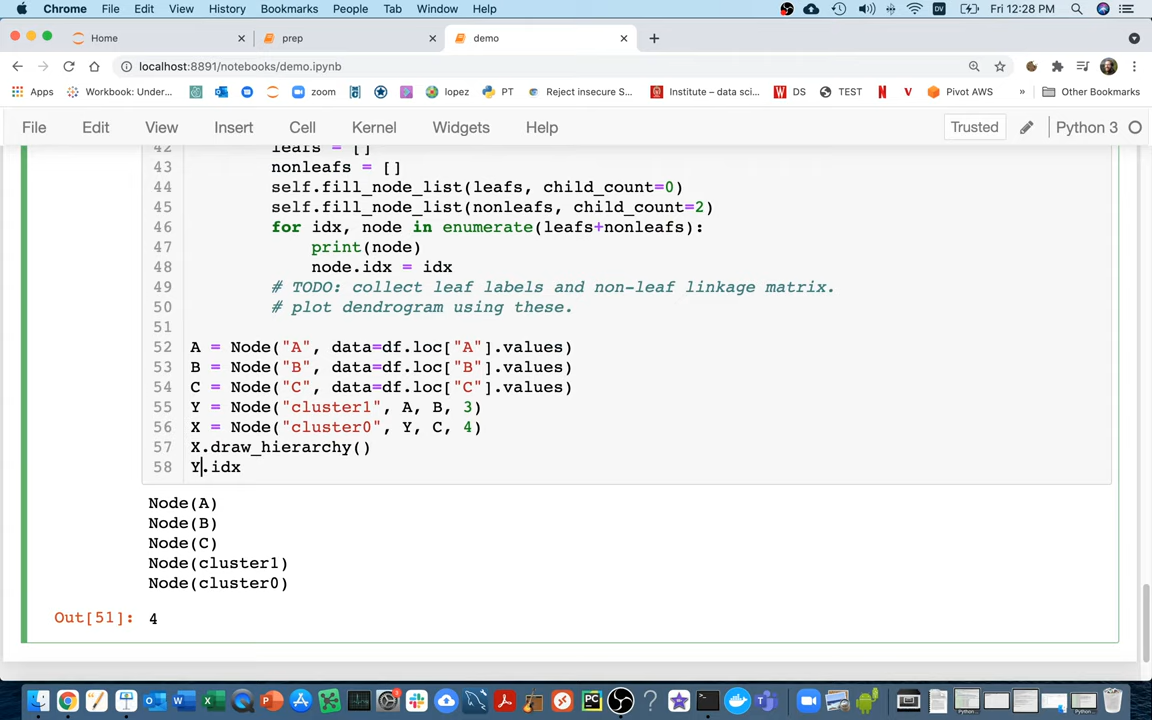 Chrome File Edit View History Bookmarks People Tab Window Help Fri 12:28 PM
Home prep demo
localhost:8891/notebooks/demo.ipynb
Apps Workbook: Under... zoom lopez PT Reject insecure S... Institute – data sci... DS TEST Pivot AWS » Other Bookmarks
File Edit View Insert Cell Kernel Widgets Help Trusted Python 3
42 leafs = []
43 nonleafs = []
44 self.fill_node_list(leafs, child_count=0)
45 self.fill_node_list(nonleafs, child_count=2)
46 for idx, node in enumerate(leafs+nonleafs):
47 print(node)
48 node.idx = idx
49 # TODO: collect leaf labels and non-leaf linkage matrix.
50 # plot dendrogram using these.
51
52 A = Node("A", data=df.loc["A"].values)
53 B = Node("B", data=df.loc["B"].values)
54 C = Node("C", data=df.loc["C"].values)
55 Y = Node("cluster1", A, B, 3)
56 X = Node("cluster0", Y, C, 4)
57 X.draw_hierarchy()
58 Y.idx
Node(A)
Node(B)
Node(C)
Node(cluster1)
Node(cluster0)
Out[51]: 4